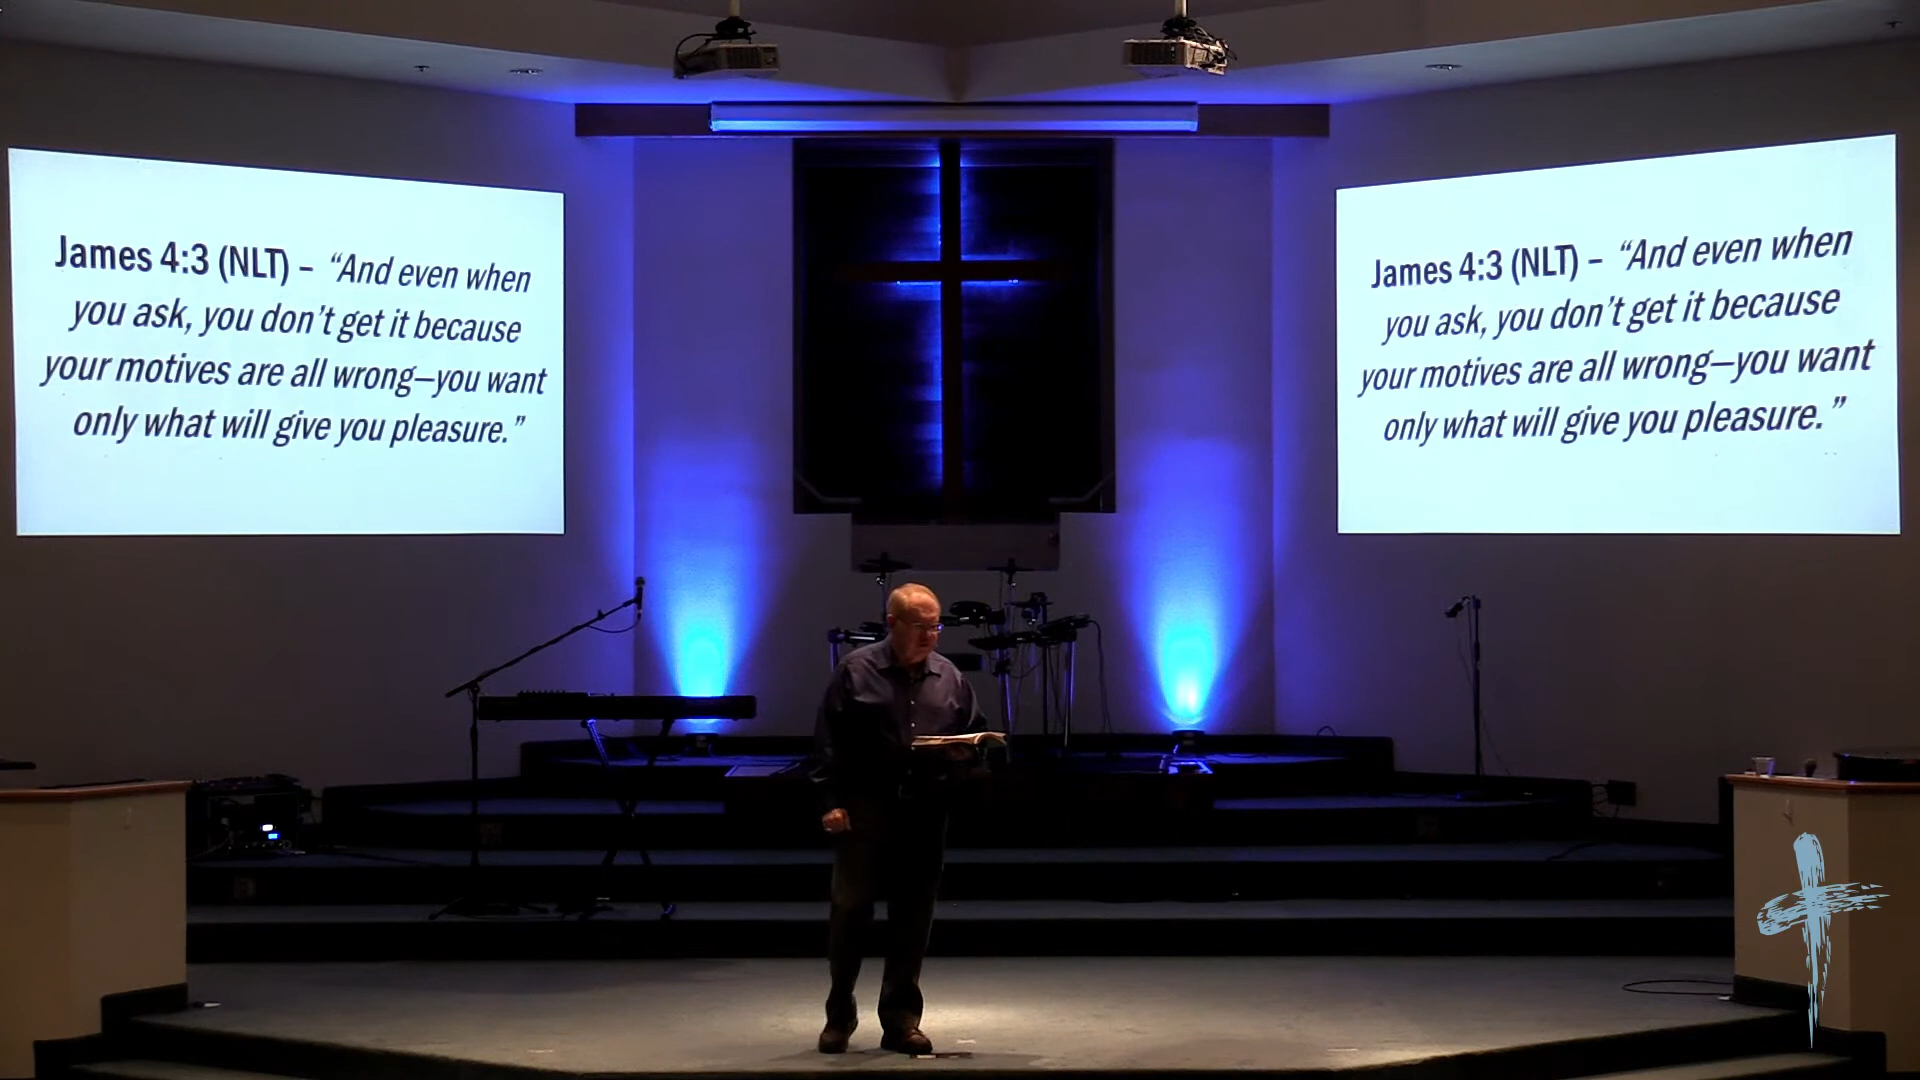 James 4:3 (NLT) – “And even when
you ask, you don’t get it because
your motives are all wrong—you want
only what will give you pleasure.”
James 4:3 (NLT) – “And even when
you ask, you don’t get it because
your motives are all wrong—you want
only what will give you pleasure.”